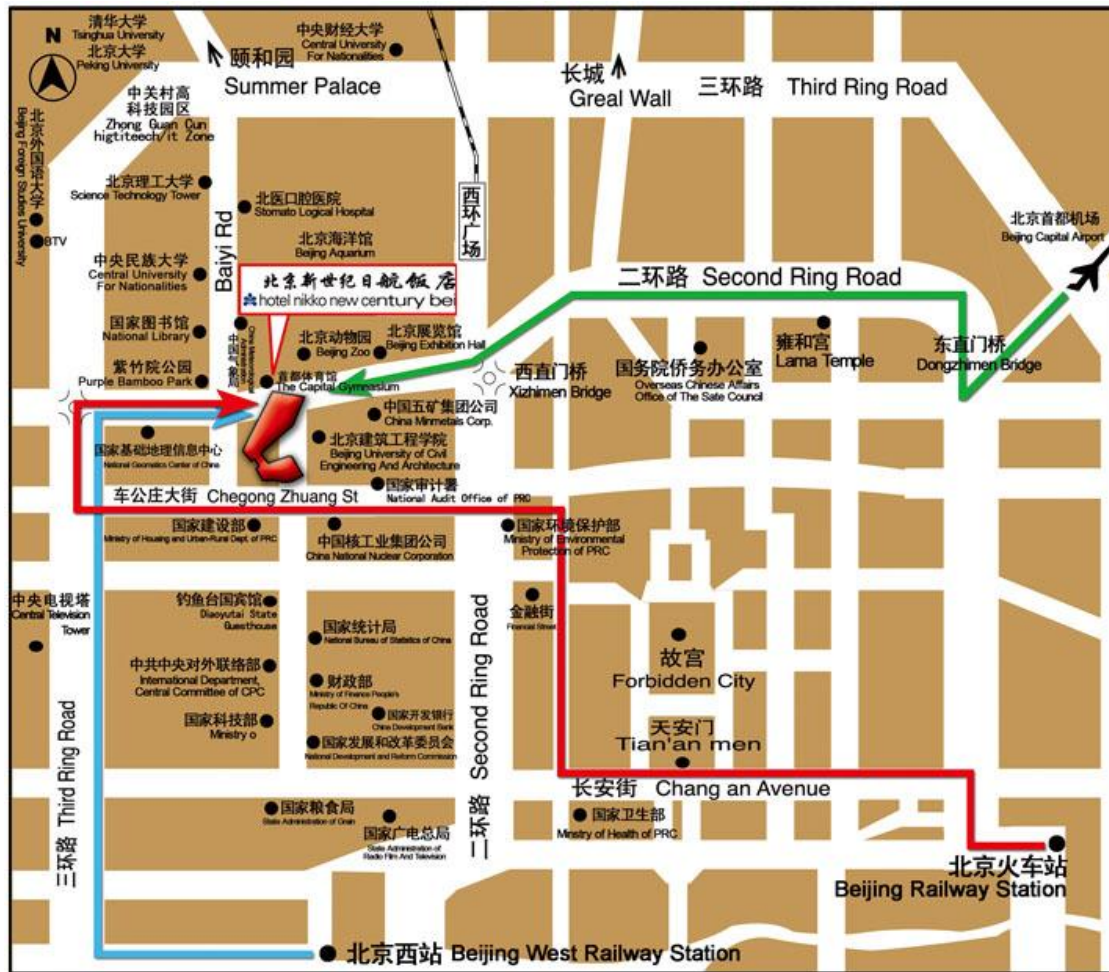 清华大学
Tsinghua University
N
北京大学
Peking University
颐和园
Summer Palace
中央财经大学
Central University
For Nationalities
长城
Greal Wall
三环路 Third Ring Road
中关村高
科技园区
Zhong Guan Cun
higtiteech/it Zone
北京外国语大学
Beijing Foreign Studies University
BTV
北京理工大学
Science Technology Tower
北医口腔医院
Stomato Logical Hospital
Baiyi Rd
西环广场
北京海洋馆
Beijing Aquarium
北京首都机场
Beijing Capital Airport
中央民族大学
Central University
For Nationalities
北京新世纪日航饭店
hotel nikko new century bei
二环路 Second Ring Road
国家图书馆
National Library
中国气象局
China Meteorological
Administration
北京动物园
Beijing Zoo
北京展览馆
Beijing Exhibition Hall
雍和宫
Lama Temple
东直门桥
Dongzhimen Bridge
紫竹院公园
Purple Bamboo Park
首都体育馆
The Capital Gymnasium
西直门桥
Xizhimen Bridge
国务院侨务办公室
Overseas Chinese Affairs
Office of The Sate Council
中国五矿集团公司
China Minmetals Corp.
国家基础地理信息中心
National Geomatics Center of China
北京建筑工程学院
Beijing University of Civil
Engineering And Architecture
国家审计署
National Audit Office of PRC
车公庄大街 Chegong Zhuang St
国家建设部
Ministry of Housing and Urban-Rural Dept. of PRC
中国核工业集团公司
China National Nuclear Corporation
国家环境保护部
Ministry of Environmental
Protection of PRC
中央电视塔
Central Television
Tower
钓鱼台国宾馆
Diaoyutai State
Guesthouse
金融街
Financial Street
国家统计局
National Bureau of Statistics of China
故宫
Forbidden City
中共中央对外联络部
International Department,
Central Committee of CPC
财政部
Ministry of Finance People's
Republic Of China
国家科技部
Ministry o
国家开发银行
China Development Bank
国家发展和改革委员会
National Development and Reform Commission
天安门
Tian'an men
三环路 Third Ring Road
二环路 Second Ring Road
长安街 Chang an Avenue
国家粮食局
State Administration of Grain
国家广电总局
State Administration of
Radio Film And Television
国家卫生部
Minstry of Health of PRC
北京火车站
Beijing Railway Station
北京西站 Beijing West Railway Station